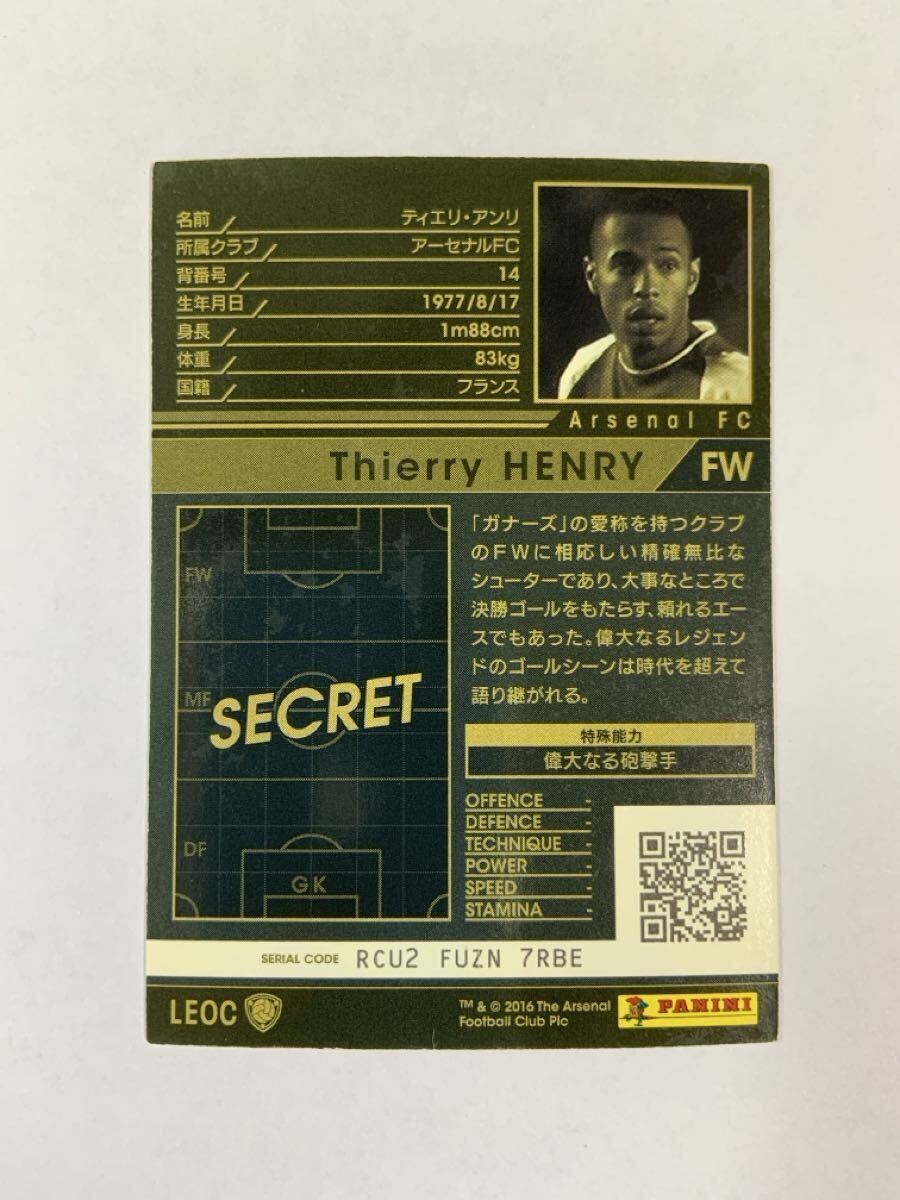 名前 ティエリ・アンリ
所属クラブ アーセナルFC
背番号 14
生年月日 1977/8/17
身長 1m88cm
体重 83kg
国籍 フランス
Arsenal FC
Thierry HENRY FW
FW
MF
SECRET
DF
GK
「ガナーズ」の愛称を持つクラブ
のFWに相応しい精確無比な
シューターであり、大事なところで
決勝ゴールをもたらす、頼れるエー
スでもあった。偉大なるレジェン
ドのゴールシーンは時代を超えて
語り継がれる。
特殊能力
偉大なる砲撃手
OFFENCE -
DEFENCE -
TECHNIQUE -
POWER -
SPEED -
STAMINA -
SERIAL CODE RCU2 FUZN 7RBE
LEOC
™ & © 2016 The Arsenal
Football Club Plc
PANINI